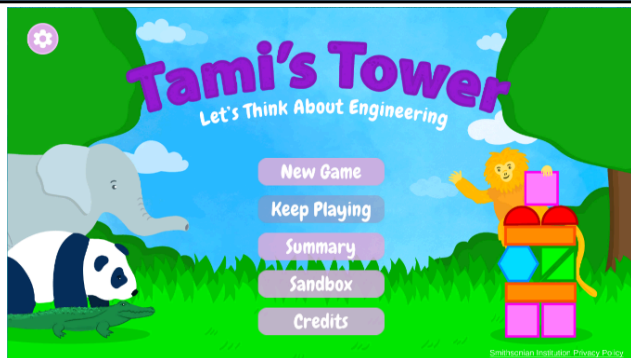 Tami's Tower
Let's Think About Engineering
New Game
Keep Playing
Summary
Sandbox
Credits
Smithsonian Institution Privacy Policy